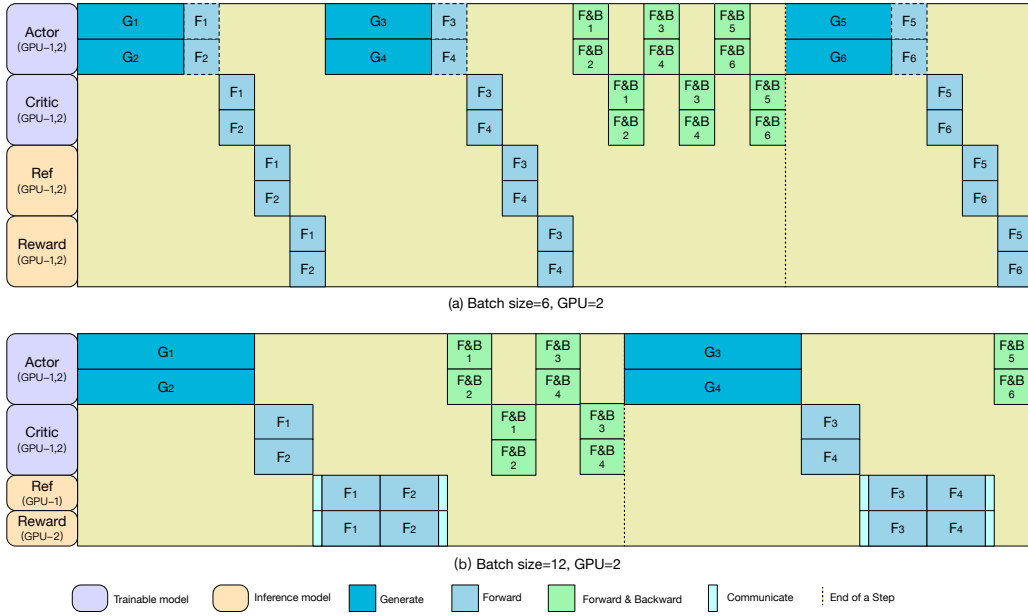 Actor
(GPU-1,2)
G1 F1 G3 F3 F&B 1 F&B 3 F&B 5 G5 F5
G2 F2 G4 F4 F&B 2 F&B 4 F&B 6 G6 F6
Critic
(GPU-1,2)
F1 F3 F&B 1 F&B 3 F&B 5 F5
F2 F4 F&B 2 F&B 4 F&B 6 F6
Ref
(GPU-1,2)
F1 F3 F5
F2 F4 F6
Reward
(GPU-1,2)
F1 F3 F5
F2 F4 F6
(a) Batch size=6, GPU=2
Actor
(GPU-1,2)
G1 F&B 1 F&B 3 G3 F&B 5
G2 F&B 2 F&B 4 G4 F&B 6
Critic
(GPU-1,2)
F1 F&B 1 F&B 3 F3
F2 F&B 2 F&B 4 F4
Ref
(GPU-1)
F1 F2 F3 F4
Reward
(GPU-2)
F1 F2 F3 F4
(b) Batch size=12, GPU=2
Trainable model Inference model Generate Forward Forward & Backward Communicate End of a Step